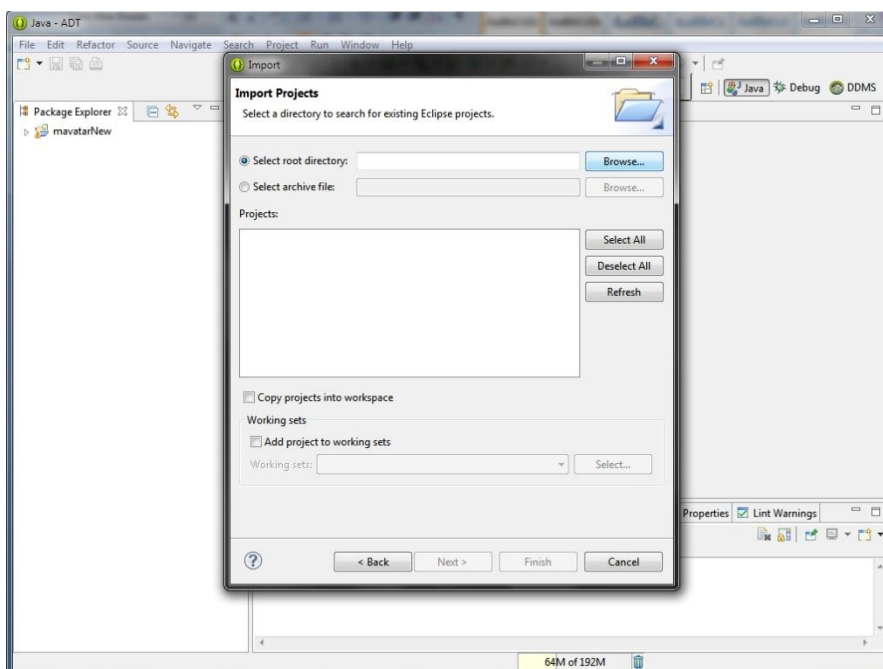 Java - ADT
File Edit Refactor Source Navigate Search Project Run Window Help
Java Debug DDMS
Package Explorer
mavatarNew
Import
Import Projects
Select a directory to search for existing Eclipse projects.
Select root directory: Browse...
Select archive file: Browse...
Projects:
Select All
Deselect All
Refresh
Copy projects into workspace
Working sets
Add project to working sets
Working sets: Select...
Properties Lint Warnings
? < Back Next > Finish Cancel
64M of 192M